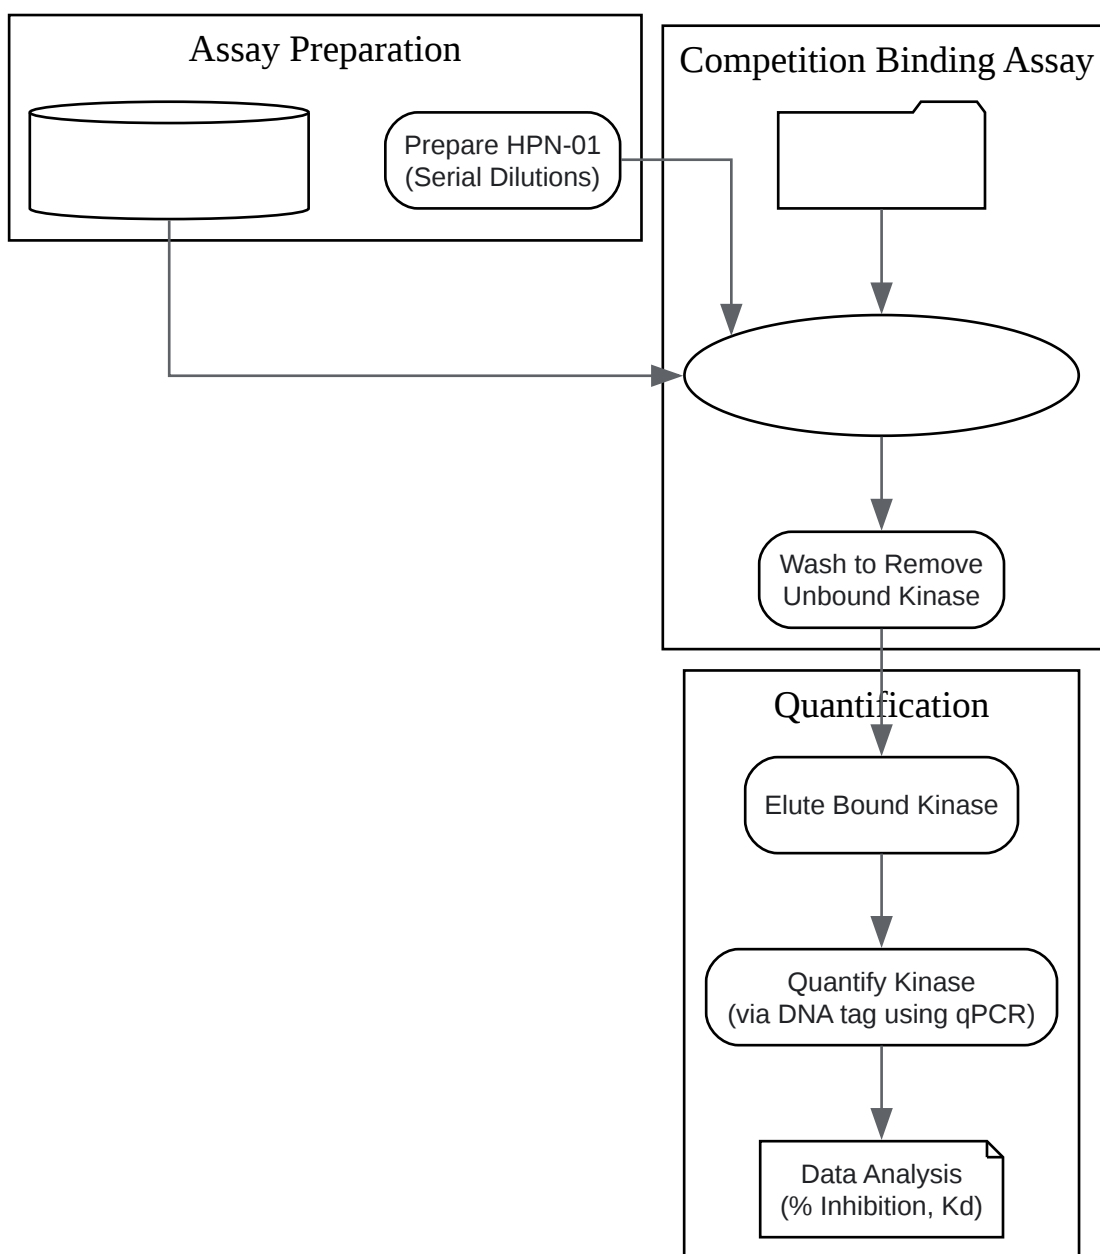 Assay Preparation
Competition Binding Assay
Prepare HPN-01
(Serial Dilutions)
Wash to Remove
Unbound Kinase
Quantification
Elute Bound Kinase
Quantify Kinase
(via DNA tag using qPCR)
Data Analysis
(% Inhibition, Kd)